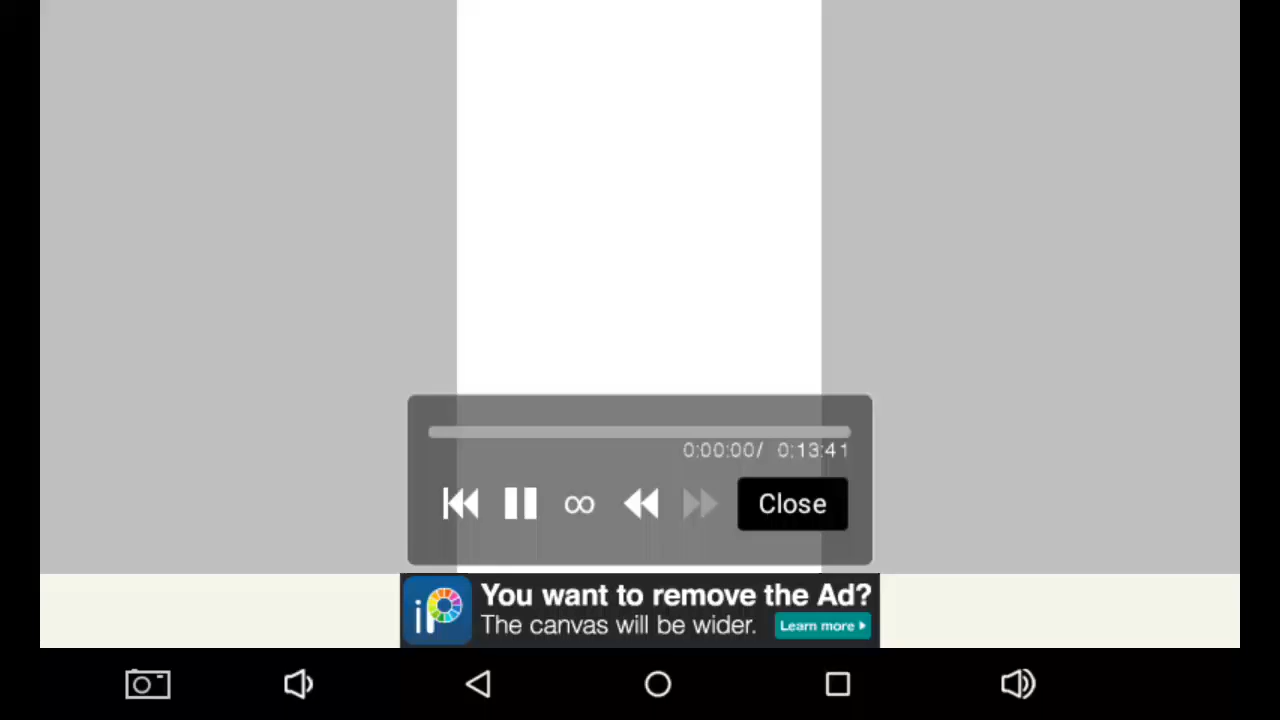 0:00:00/ 0:13:41
∞ Close
iP You want to remove the Ad?
The canvas will be wider. Learn more